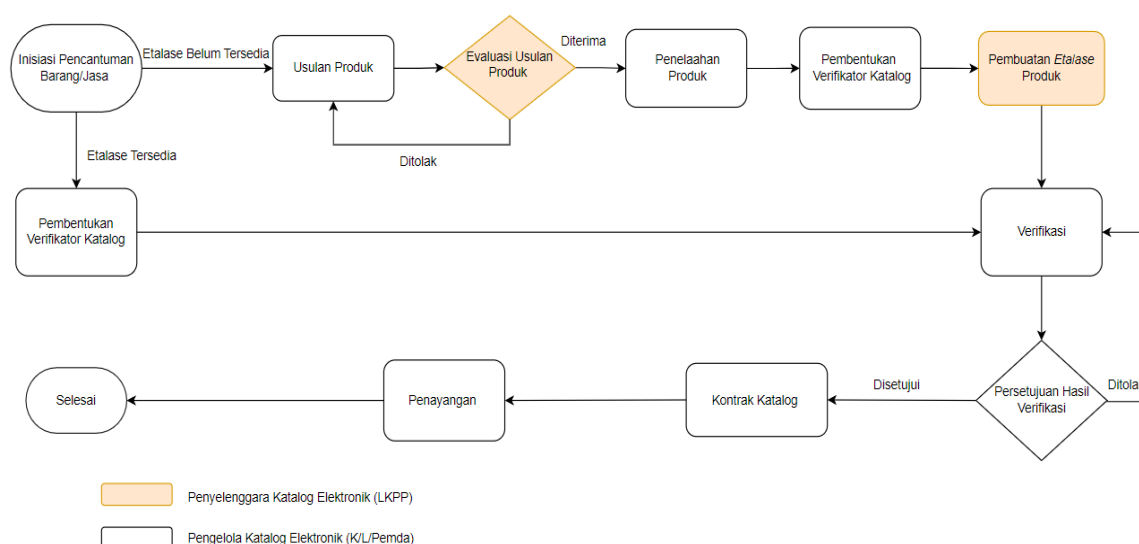 Inisiasi Pencantuman
Barang/Jasa
Etalase Belum Tersedia
Usulan Produk
Evaluasi Usulan
Produk
Diterima
Penelaahan
Produk
Pembentukan
Verifikator Katalog
Pembuatan Etalase
Produk
Ditolak
Etalase Tersedia
Pembentukan
Verifikator Katalog
Verifikasi
Selesai
Penayangan
Kontrak Katalog
Disetujui
Persetujuan Hasil
Verifikasi
Ditola
Penyelenggara Katalog Elektronik (LKPP)
Pengelola Katalog Elektronik (K/L/Pemda)